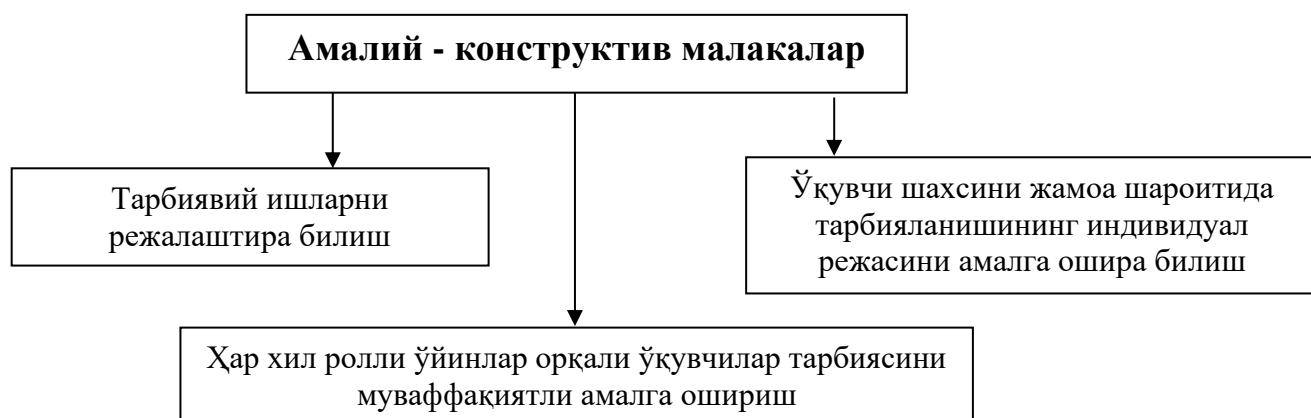 Амалий - конструктив малакалар
Тарбиявий ишларни
режалаштира билиш
Ўқувчи шахсини жамоа шароитида
тарбияланишининг индивидуал
режасини амалга ошира билиш
Ҳар хил ролли ўйинлар орқали ўқувчилар тарбиясини
муваффақиятли амалга ошириш